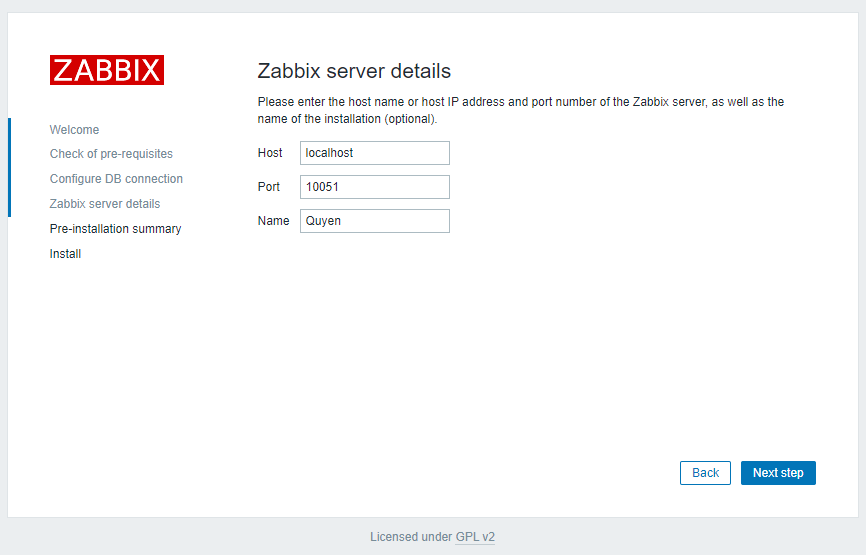 ZABBIX
Welcome
Check of pre-requisites
Configure DB connection
Zabbix server details
Pre-installation summary
Install
Zabbix server details
Please enter the host name or host IP address and port number of the Zabbix server, as well as the
name of the installation (optional).
Host localhost
Port 10051
Name Quyen
Back Next step
Licensed under GPL v2